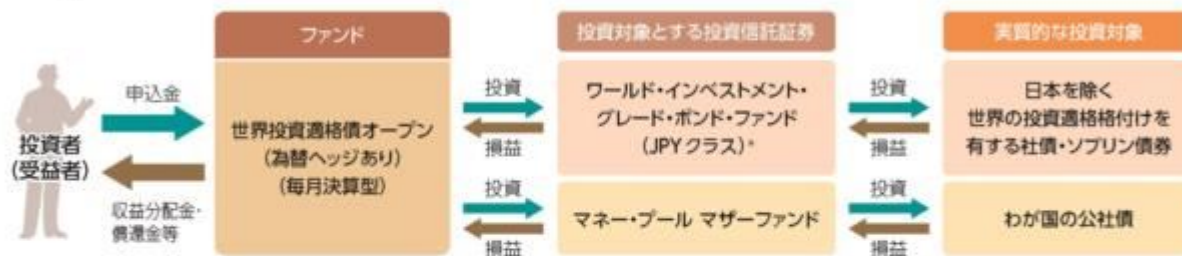 ファンド
投資対象とする投資信託証券
実質的な投資対象
申込金
投資者
(受益者)
収益分配金・
償還金等
世界投資適格債オープン
(為替ヘッジあり)
(毎月決算型)
投資
損益
ワールド・インベストメント・
グレード・ボンド・ファンド
(JPYクラス)*
投資
損益
日本を除く
世界の投資適格格付けを
有する社債・ソブリン債券
投資
損益
マネー・プール マザーファンド
投資
損益
わが国の公社債